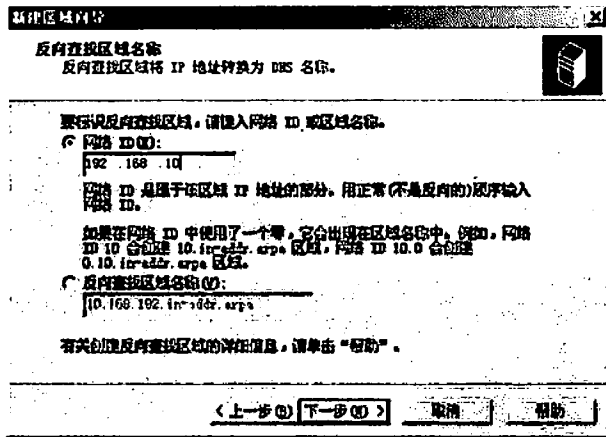 新建区域向导
反向查找区域名称
反向查找区域将 IP 地址转换为 DNS 名称。
要标识反向查找区域，请键入网络 ID 或区域名称。
网络 ID(E):
192 .168 .10
网络 ID 是属于该区域 IP 地址的部分。用正常(不是反向的)顺序输入
网络 ID。
如果在网络 ID 中使用了一个零，它会出现在区域名称中。例如，网络
ID 10 会创建 10.in-addr.arpa 区域，网络 ID 10.0 会创建
0.10.in-addr.arpa 区域。
反向查找区域名称(V):
10.168.192.in-addr.arpa
有关创建反向查找区域的详细信息，请单击“帮助”。
<上一步(B) 下一步(N)> 取消 帮助